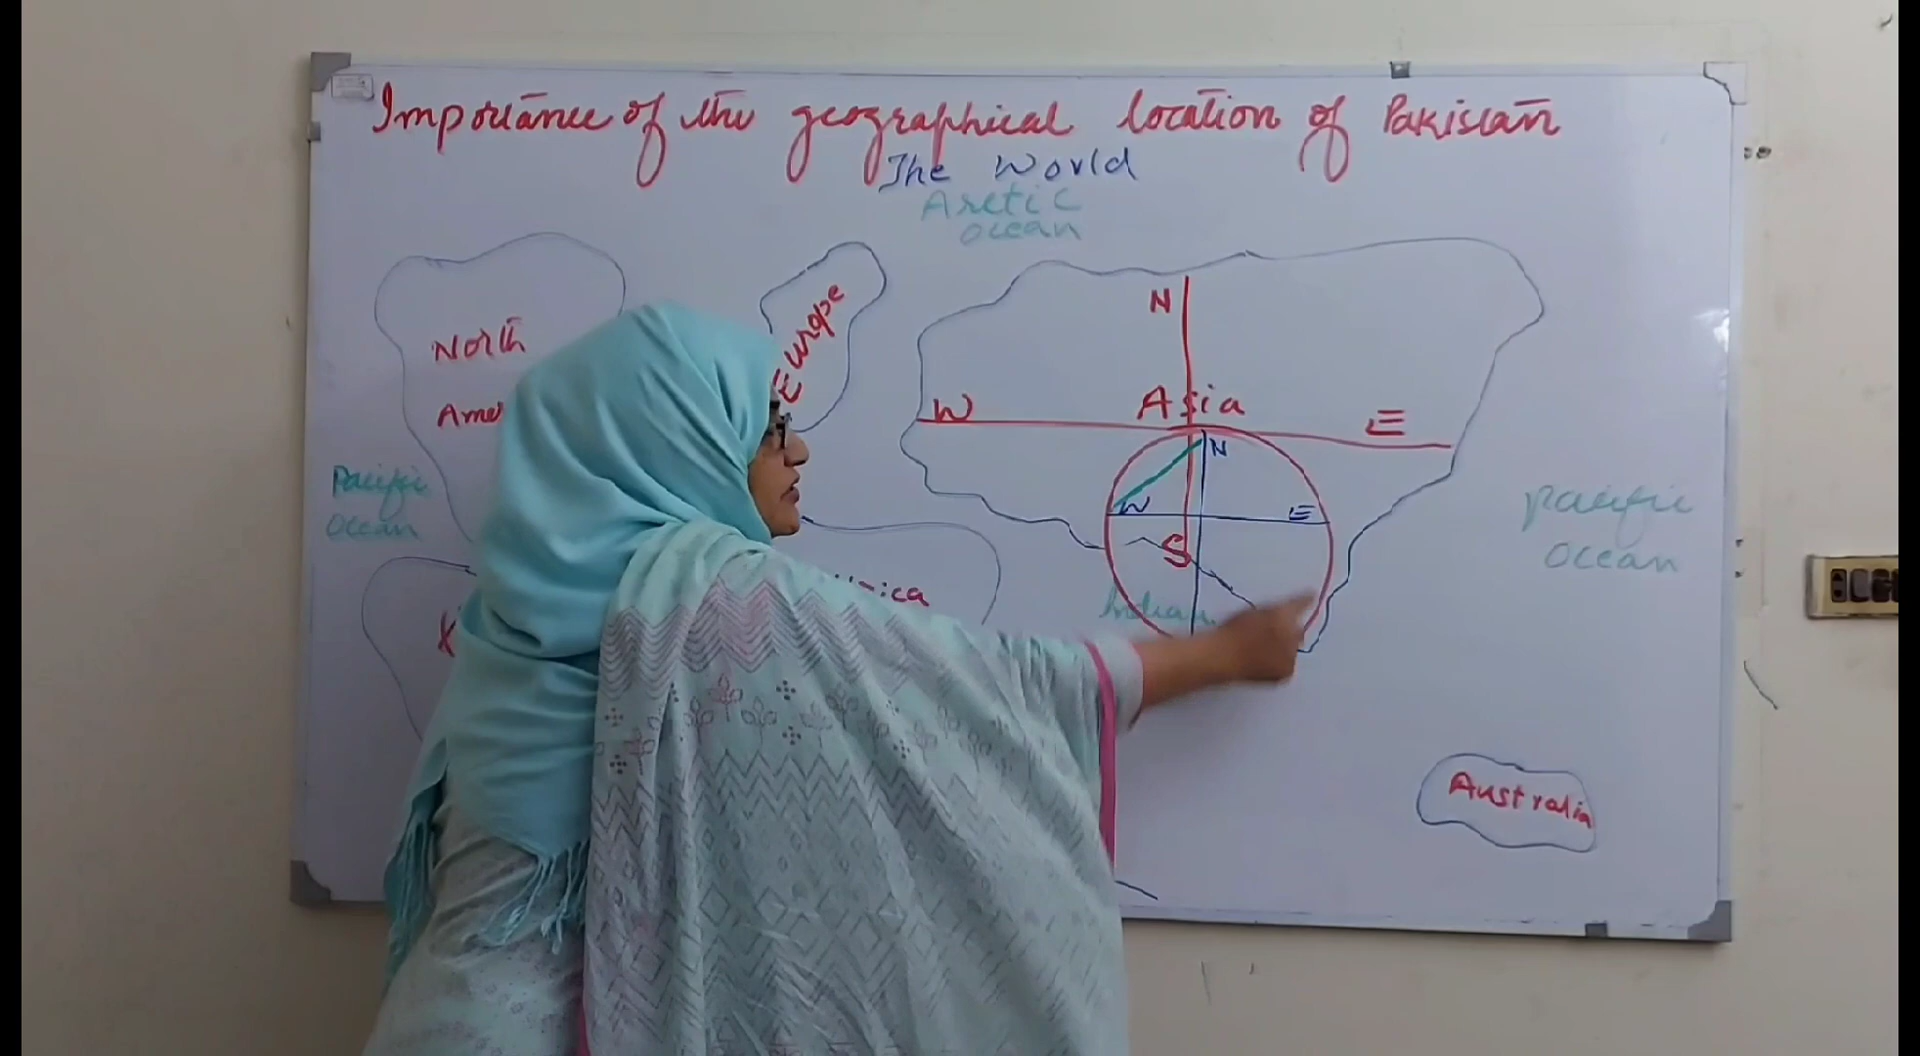 Importance of the geographical location of Pakistan
The World
Arctic
ocean
North
Europe
N
Asia
W
E
N
W
E
S
Pacific
Ocean
pacific
ocean
Indian
Australia